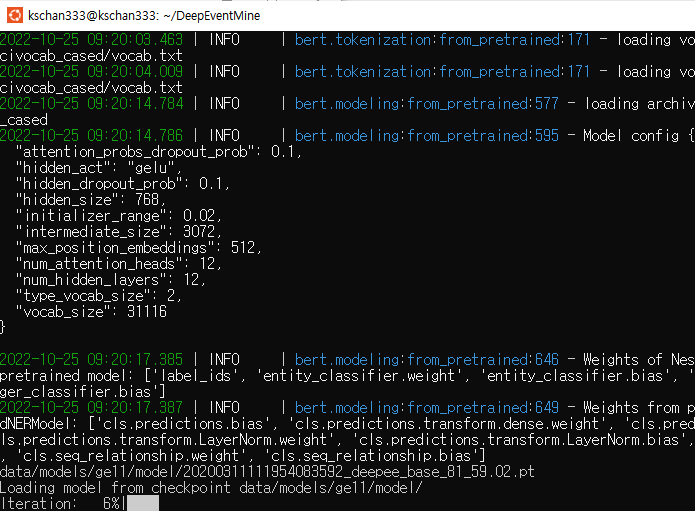 kschan333@kschan333: ~/DeepEventMine
2022-10-25 09:20:03.463 | INFO     | bert.tokenization:from_pretrained:171 - loading vo
civocab_cased/vocab.txt
2022-10-25 09:20:04.009 | INFO     | bert.tokenization:from_pretrained:171 - loading vo
civocab_cased/vocab.txt
2022-10-25 09:20:14.784 | INFO     | bert.modeling:from_pretrained:577 - loading archiv
_cased
2022-10-25 09:20:14.786 | INFO     | bert.modeling:from_pretrained:595 - Model config {
  "attention_probs_dropout_prob": 0.1,
  "hidden_act": "gelu",
  "hidden_dropout_prob": 0.1,
  "hidden_size": 768,
  "initializer_range": 0.02,
  "intermediate_size": 3072,
  "max_position_embeddings": 512,
  "num_attention_heads": 12,
  "num_hidden_layers": 12,
  "type_vocab_size": 2,
  "vocab_size": 31116
}
2022-10-25 09:20:17.385 | INFO     | bert.modeling:from_pretrained:646 - Weights of Nes
pretrained model: ['label_ids', 'entity_classifier.weight', 'entity_classifier.bias', '
ger_classifier.bias']
2022-10-25 09:20:17.387 | INFO     | bert.modeling:from_pretrained:649 - Weights from p
dNERModel: ['cls.predictions.bias', 'cls.predictions.transform.dense.weight', 'cls.pred
ls.predictions.transform.LayerNorm.weight', 'cls.predictions.transform.LayerNorm.bias',
, 'cls.seq_relationship.weight', 'cls.seq_relationship.bias']
data/models/ge11/model/20200311111954083592_deepee_base_81_59.02.pt
Loading model from checkpoint data/models/ge11/model/
Iteration:   6%|